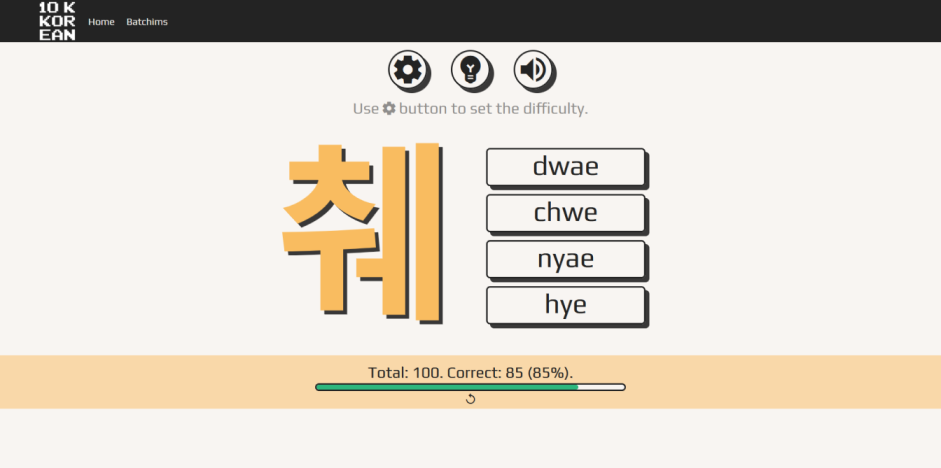 10 K
KOR
EAN
Home Batchims
Use button to set the difficulty.
췌
dwae
chwe
nyae
hye
Total: 100. Correct: 85 (85%).